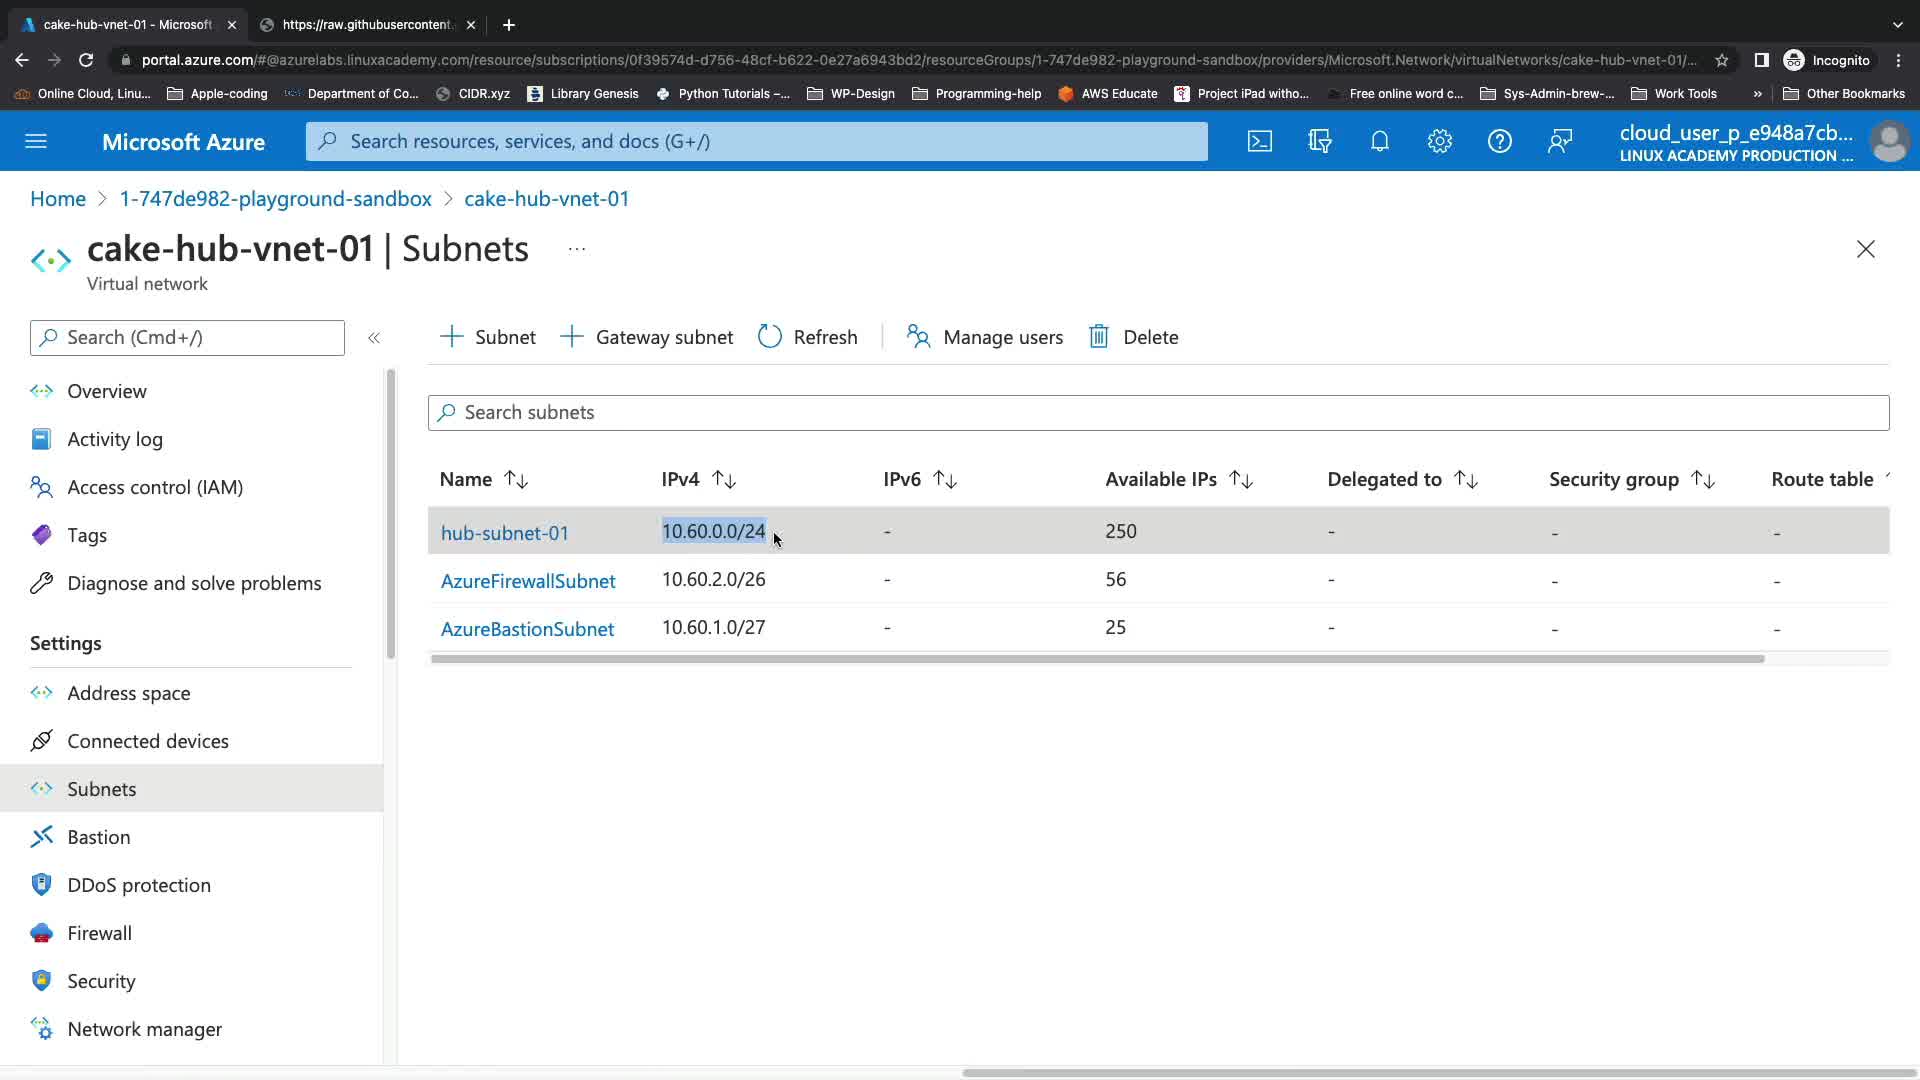 cake-hub-vnet-01 - Microsoft
https://raw.githubusercontent.
portal.azure.com/#@azurelabs.linuxacademy.com/resource/subscriptions/0f39574d-d756-48cf-b622-0e27a6943bd2/resourceGroups/1-747de982-playground-sandbox/providers/Microsoft.Network/virtualNetworks/cake-hub-vnet-01/...
Incognito
Online Cloud, Linu...
Apple-coding
Department of Co...
CIDR.xyz
Library Genesis
Python Tutorials –...
WP-Design
Programming-help
AWS Educate
Project iPad witho...
Free online word c...
Sys-Admin-brew-...
Work Tools
»
Other Bookmarks
Microsoft Azure
Search resources, services, and docs (G+/)
cloud_user_p_e948a7cb...
LINUX ACADEMY PRODUCTION ...
Home > 1-747de982-playground-sandbox > cake-hub-vnet-01
cake-hub-vnet-01 | Subnets ...
Virtual network
Search (Cmd+/)
«
Overview
Activity log
Access control (IAM)
Tags
Diagnose and solve problems
Settings
Address space
Connected devices
Subnets
Bastion
DDoS protection
Firewall
Security
Network manager
+ Subnet + Gateway subnet Refresh Manage users Delete
Search subnets
Name ↑↓ IPv4 ↑↓ IPv6 ↑↓ Available IPs ↑↓ Delegated to ↑↓ Security group ↑↓ Route table ↑
hub-subnet-01 10.60.0.0/24 - 250 - - -
AzureFirewallSubnet 10.60.2.0/26 - 56 - - -
AzureBastionSubnet 10.60.1.0/27 - 25 - - -